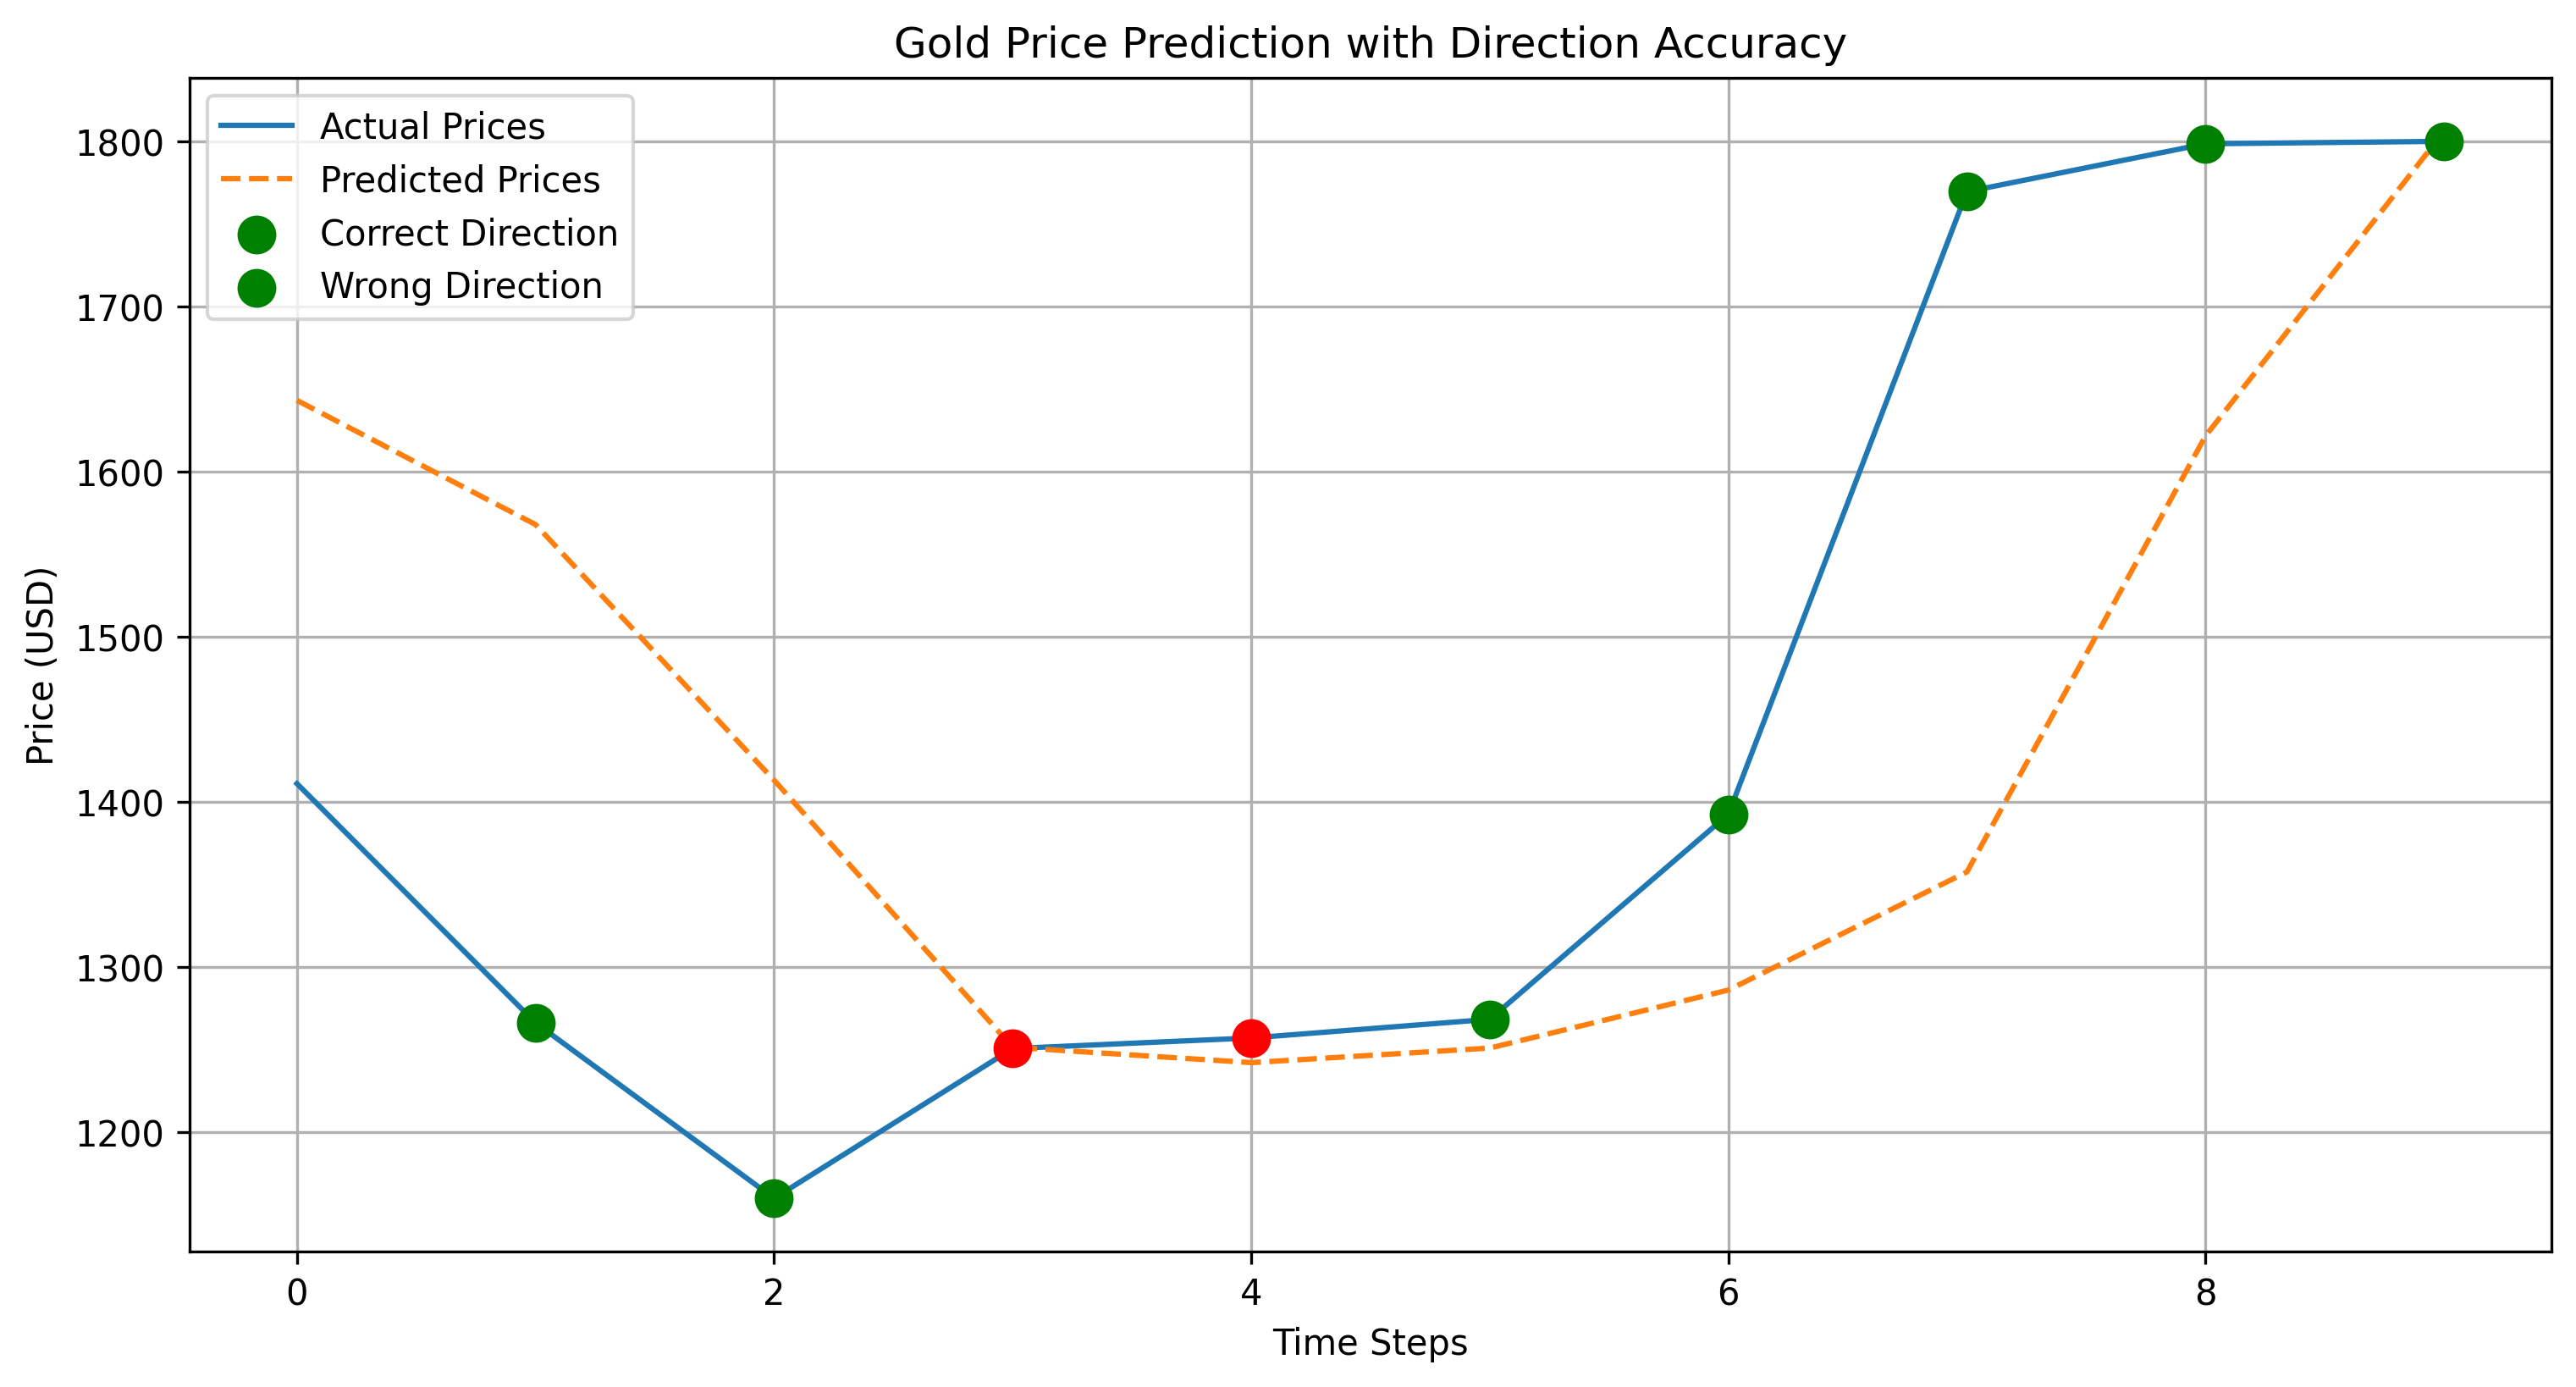 Gold Price Prediction with Direction Accuracy
Actual Prices
Predicted Prices
Correct Direction
Wrong Direction
1800
1700
1600
1500
1400
1300
1200
Price (USD)
0 2 4 6 8
Time Steps